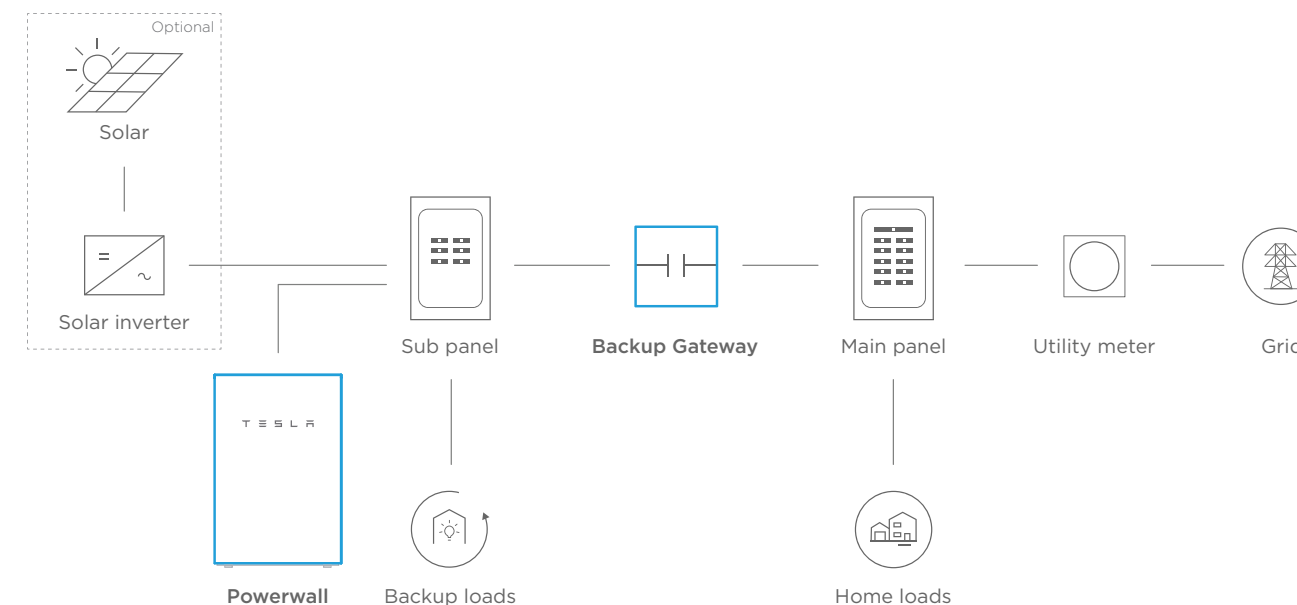 Optional
Solar
Solar inverter
Sub panel
Backup Gateway
Main panel
Utility meter
TESLA
Powerwall
Backup loads
Home loads